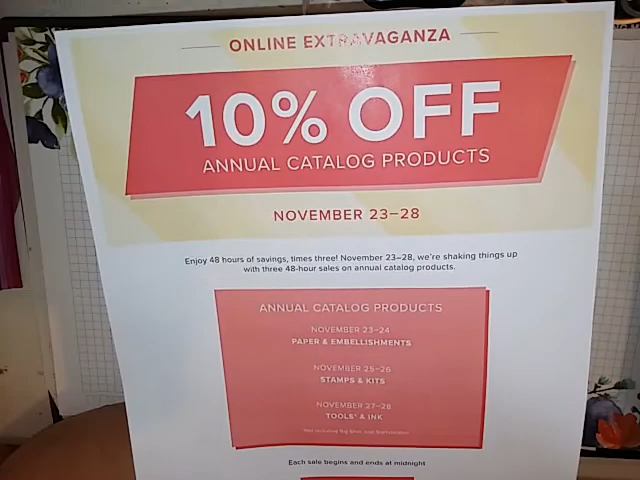 ONLINE EXTRAVAGANZA
10% OFF
ANNUAL CATALOG PRODUCTS
NOVEMBER 23–28
Enjoy 48 hours of savings, times three! November 23–28, we're shaking things up
with three 48-hour sales on annual catalog products.
ANNUAL CATALOG PRODUCTS
NOVEMBER 23–24
PAPER & EMBELLISHMENTS
NOVEMBER 25–26
STAMPS & KITS
NOVEMBER 27–28
TOOLS* & INK
Each sale begins and ends at midnight